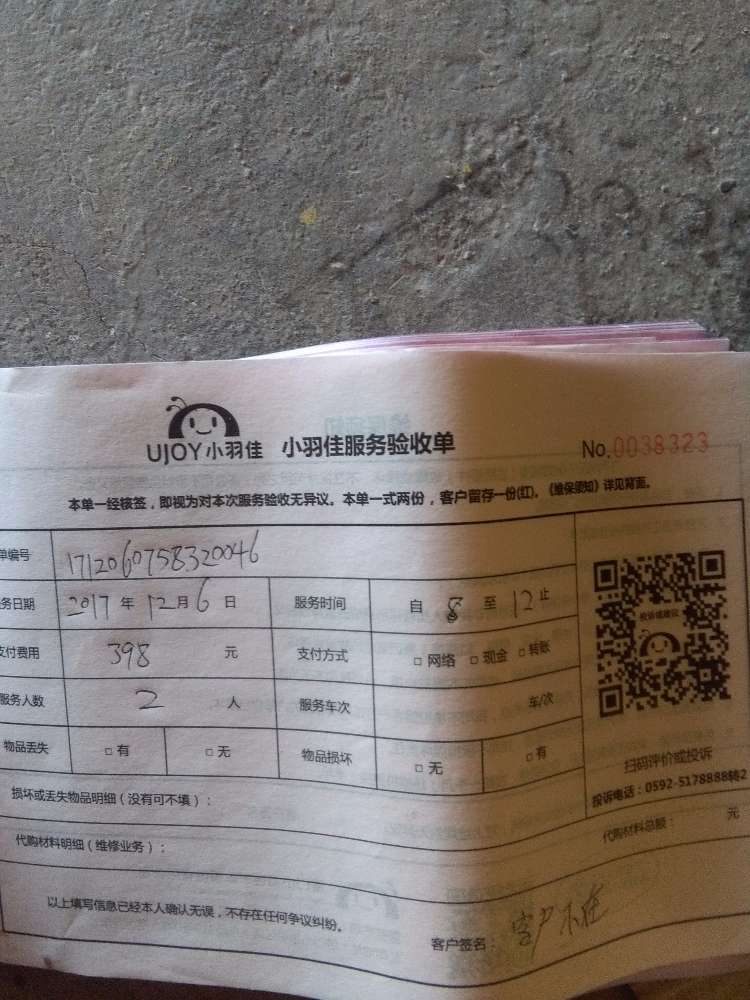 UJOY小羽佳 小羽佳服务验收单 No.0038323
本单一经核签，即视为对本次服务验收无异议。本单一式两份，客户留存一份(红)。《维保须知》详见背面。
单编号 1712060758320046
务日期 2017 年 12 月 6 日 服务时间 自 8 至 12 止
支付费用 398 元 支付方式 □ 网络 □ 现金 □ 转账
服务人数 2 人 服务车次 车/次
物品丢失 □ 有 □ 无 物品损坏 □ 无 □ 有
投诉或建议
扫码评价或投诉
投诉电话：0592-5178888转2
损坏或丢失物品明细（没有可不填）：
代购材料明细（维修业务）： 代购材料总额： 元
以上填写信息已经本人确认无误，不存在任何争议纠纷。
客户签名： 客户不在